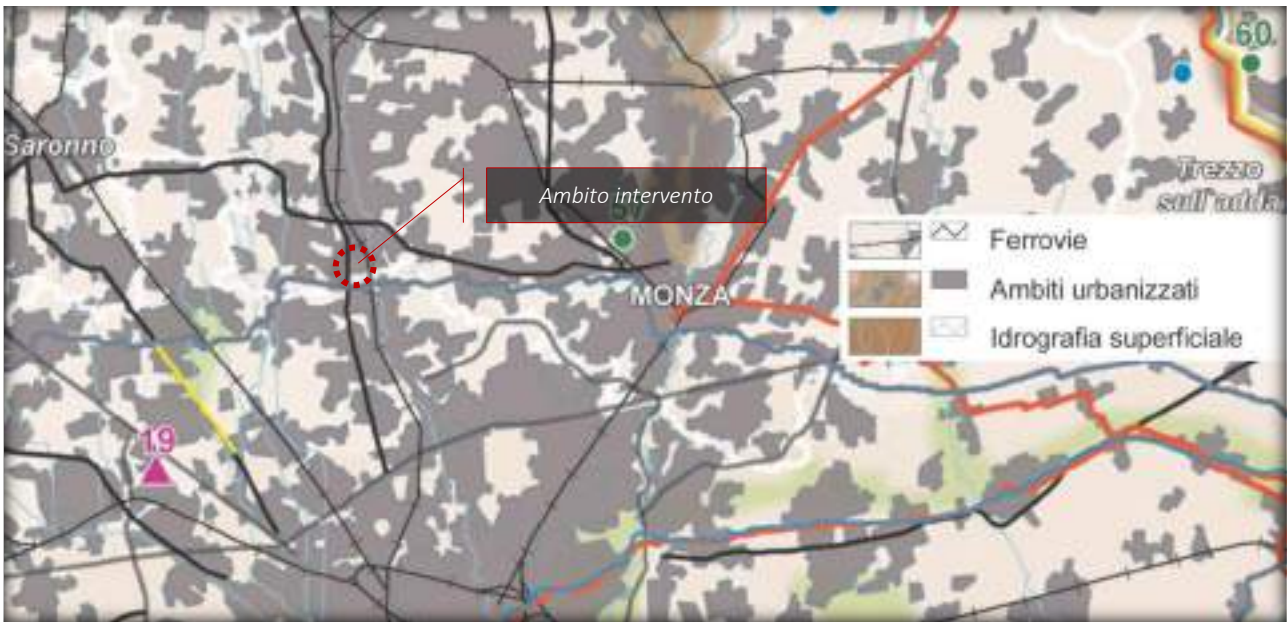 60
Saronno
Trezzo
sull'adda
Ambito intervento
Ferrovie
MONZA
Ambiti urbanizzati
Idrografia superficiale
19